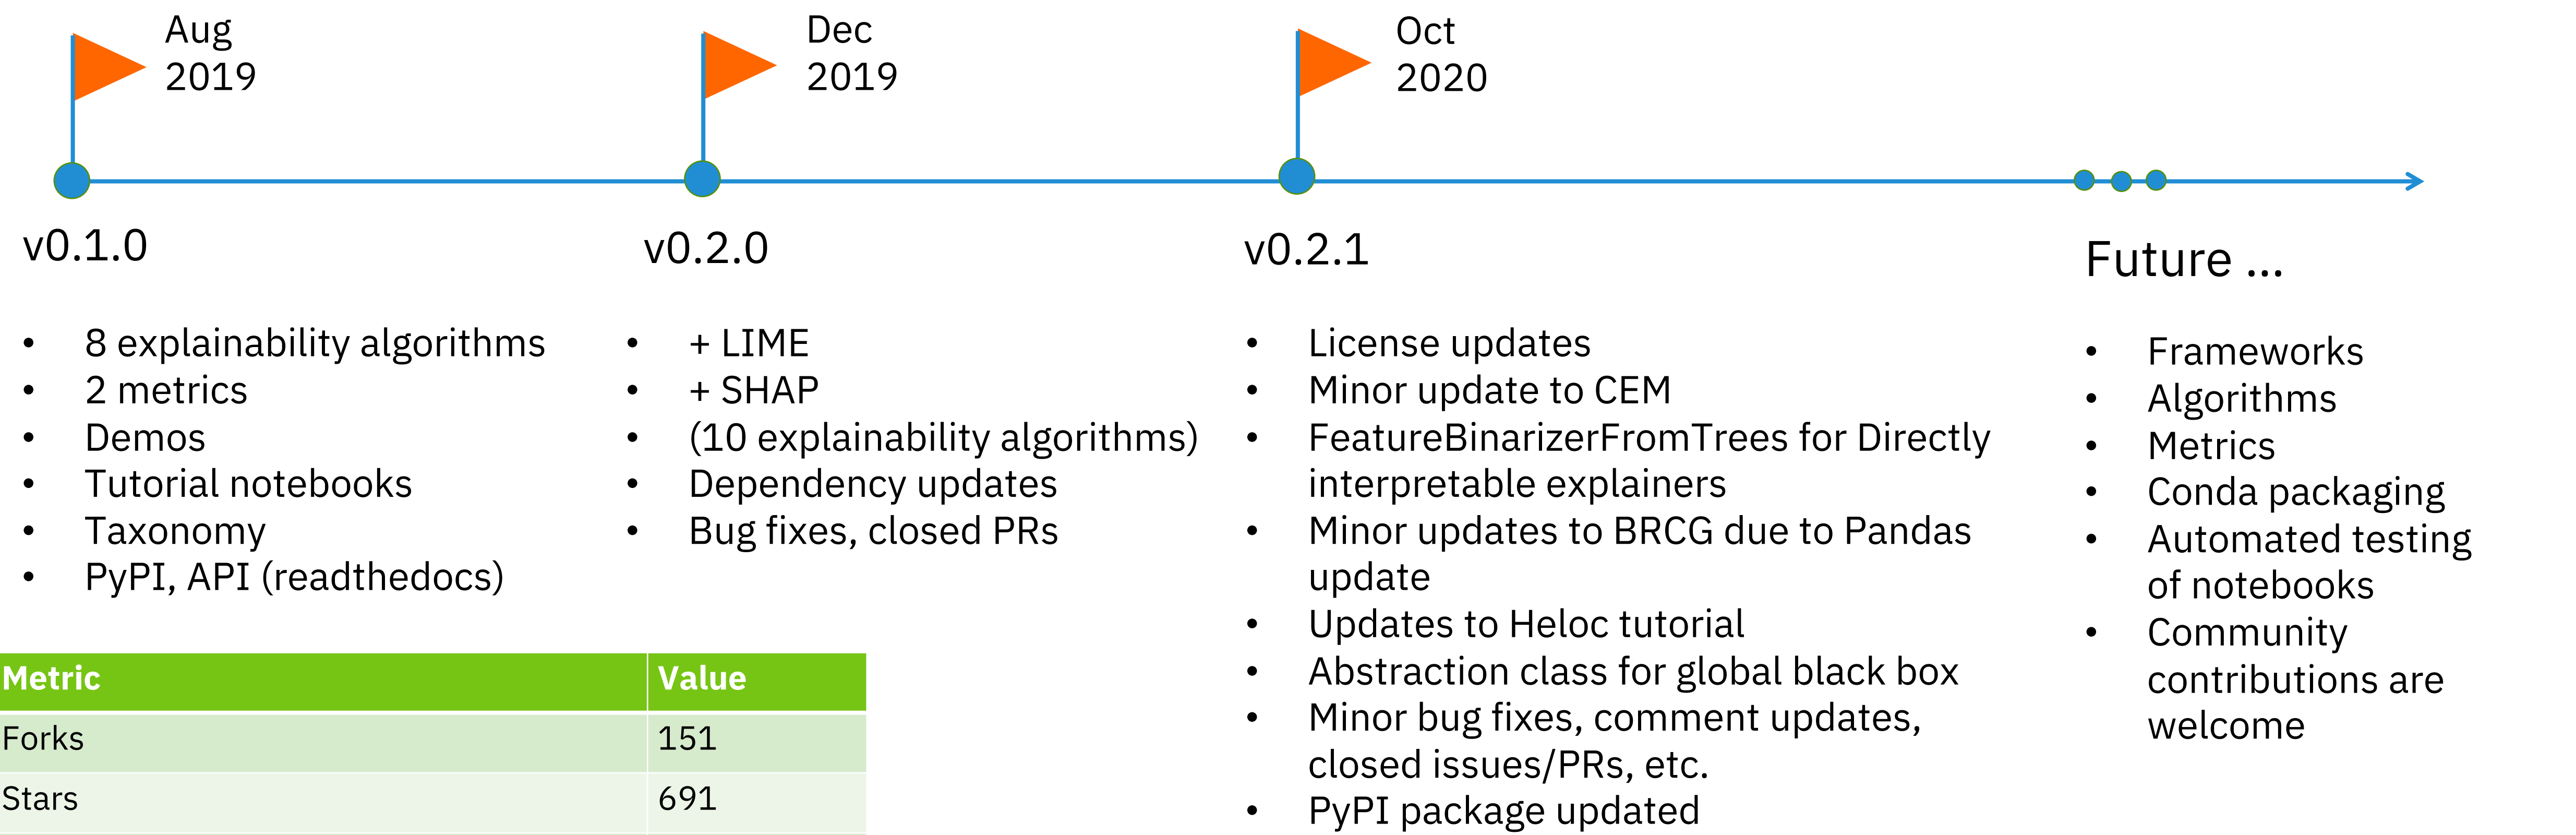 Aug
2019
Dec
2019
Oct
2020
v0.1.0
v0.2.0
v0.2.1
Future ...
• 8 explainability algorithms
• 2 metrics
• Demos
• Tutorial notebooks
• Taxonomy
• PyPI, API (readthedocs)
• + LIME
• + SHAP
• (10 explainability algorithms)
• Dependency updates
• Bug fixes, closed PRs
• License updates
• Minor update to CEM
• FeatureBinarizerFromTrees for Directly
interpretable explainers
• Minor updates to BRCG due to Pandas
update
• Updates to Heloc tutorial
• Abstraction class for global black box
• Minor bug fixes, comment updates,
closed issues/PRs, etc.
• PyPI package updated
• Frameworks
• Algorithms
• Metrics
• Conda packaging
• Automated testing
of notebooks
• Community
contributions are
welcome
Metric Value
Forks 151
Stars 691